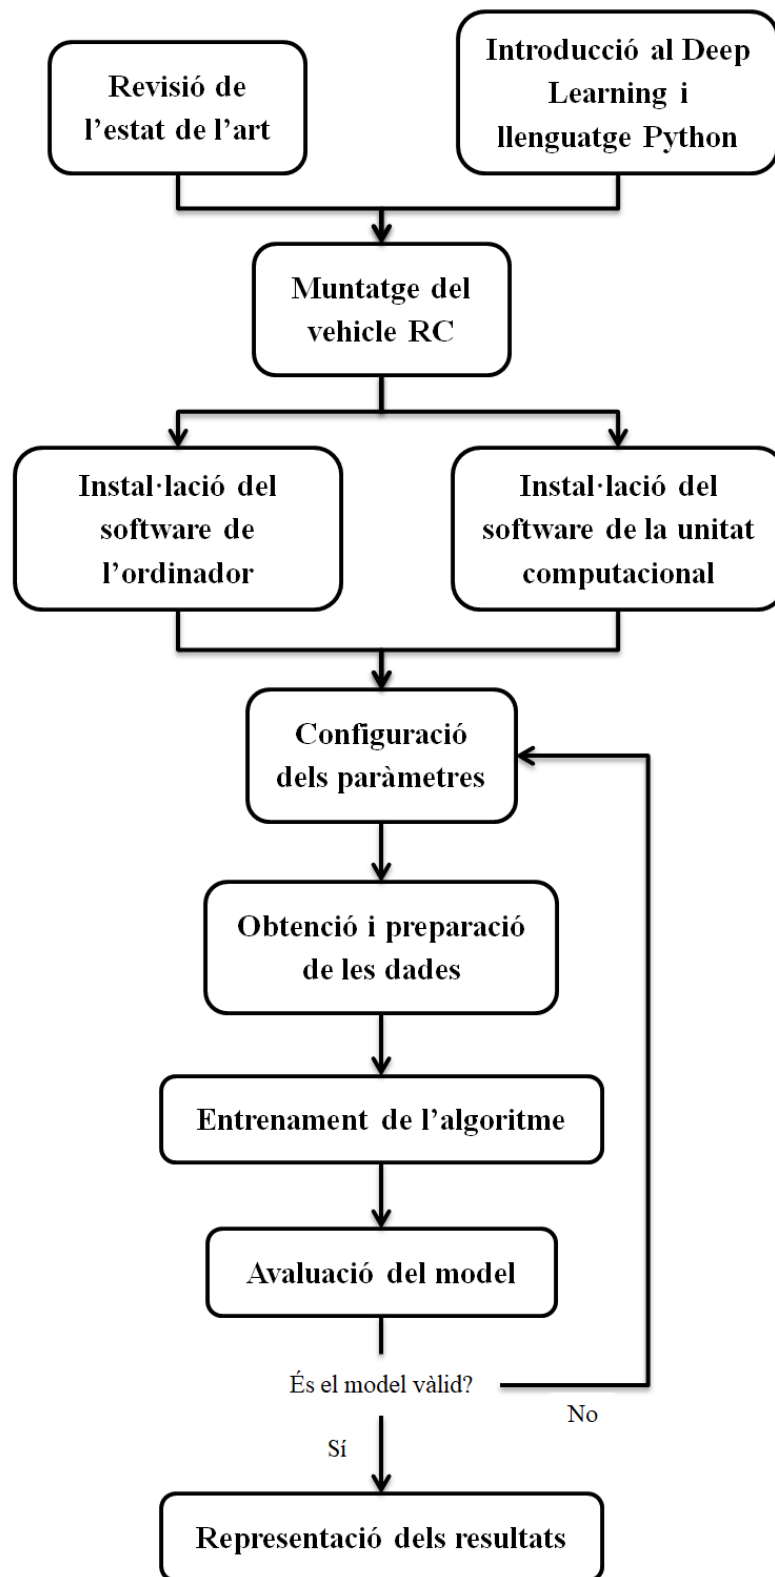 Revisió de
l’estat de l’art
Introducció al Deep
Learning i
llenguatge Python
Muntatge del
vehicle RC
Instal·lació del
software de
l’ordinador
Instal·lació del
software de la unitat
computacional
Configuració
dels paràmetres
Obtenció i preparació
de les dades
Entrenament de l’algoritme
Avaluació del model
És el model vàlid?
No
Sí
Representació dels resultats